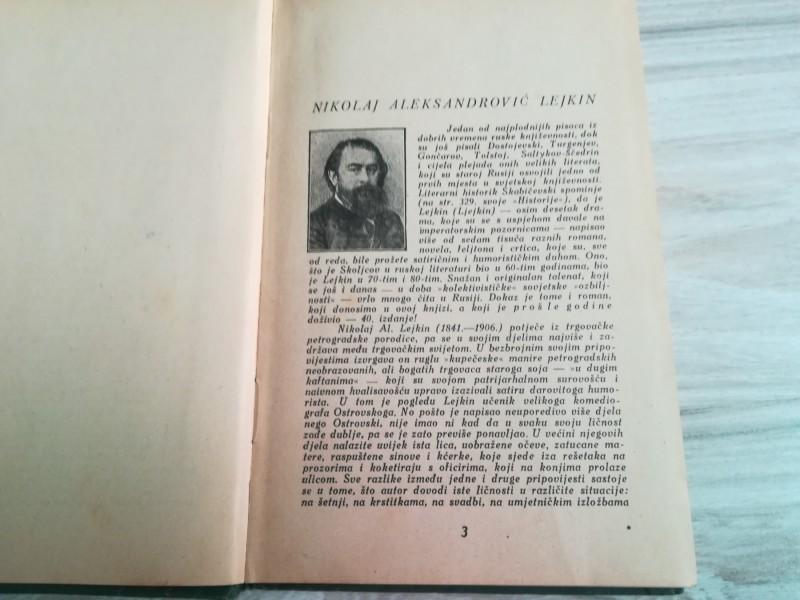 NIKOLAJ ALEKSANDROVIĆ LEJKIN
Jedan od najplodnijih pisaca iz
dobrih vremena ruske književnosti, dok
su još pisali Dostojevski, Turgenjev,
Gončarov, Tolstoj, Saltykov-Ščedrin
i cijela plejada onih velikih literata,
koji su staroj Rusiji osvojili jedno od
prvih mjesta u svjetskoj književnosti.
Literarni historik Skabičevski spominje
(na str. 329. svoje »Historije«), da je
Lejkin (Ljejkin) — osim desetak dra-
ma, koje su se s uspjehom davale na
imperatorskim pozornicama — napisao
više od sedam tisuća raznih romana,
novela, feljtona i crtica, koje su, sve
od reda, bile prožete satiričnim i humorističkim duhom. Ono,
što je Skoljcov u ruskoj literaturi bio u 60-tim godinama, bio
je Lejkin u 70-tim i 80-tim. Snažan i originalan talenat, koji
se još i danas — u doba »kolektivističke« sovjetske »ozbilj-
nosti« — vrlo mnogo čita u Rusiji. Dokaz je tome i roman,
koji donosimo u ovoj knjizi, a koji je prošle godine
doživio — 40. izdanje!
Nikolaj Al. Lejkin (1841.—1906.) potječe iz trgovačke
petrogradske porodice, pa se u svojim djelima najviše i za-
država među trgovačkim svijetom. U bezbrojnim svojim pripo-
vijestima izvrgava on ruglu »kupečeske« manire petrogradskih
neobrazovanih, ali bogatih trgovaca staroga soja — »u dugim
kaftanima« — koji su svojom patrijarhalnom surovošću i
naivnom hvalisavošću upravo izazivali satiru darovitoga humo-
rista. U tom je pogledu Lejkin učenik velikoga komedio-
grafa Ostrovskoga. No pošto je napisao neuporedivo više djela
nego Ostrovski, nije imao ni kad da u svaku svoju ličnost
zađe dublje, pa se je zato previše ponavljao. U većini njegovih
djela nalazite uvijek ista lica, uobražene očeve, zatucane ma-
tere, raspuštene sinove i kćerke, koje sjede iza rešetaka na
prozorima i koketiraju s oficirima, koji na konjima prolaze
ulicom. Sve razlike između jedne i druge pripovijesti sastoje
se u tome, što autor dovodi iste ličnosti u različite situacije:
na šetnji, na krstitkama, na svadbi, na umjetničkim izložbama
3